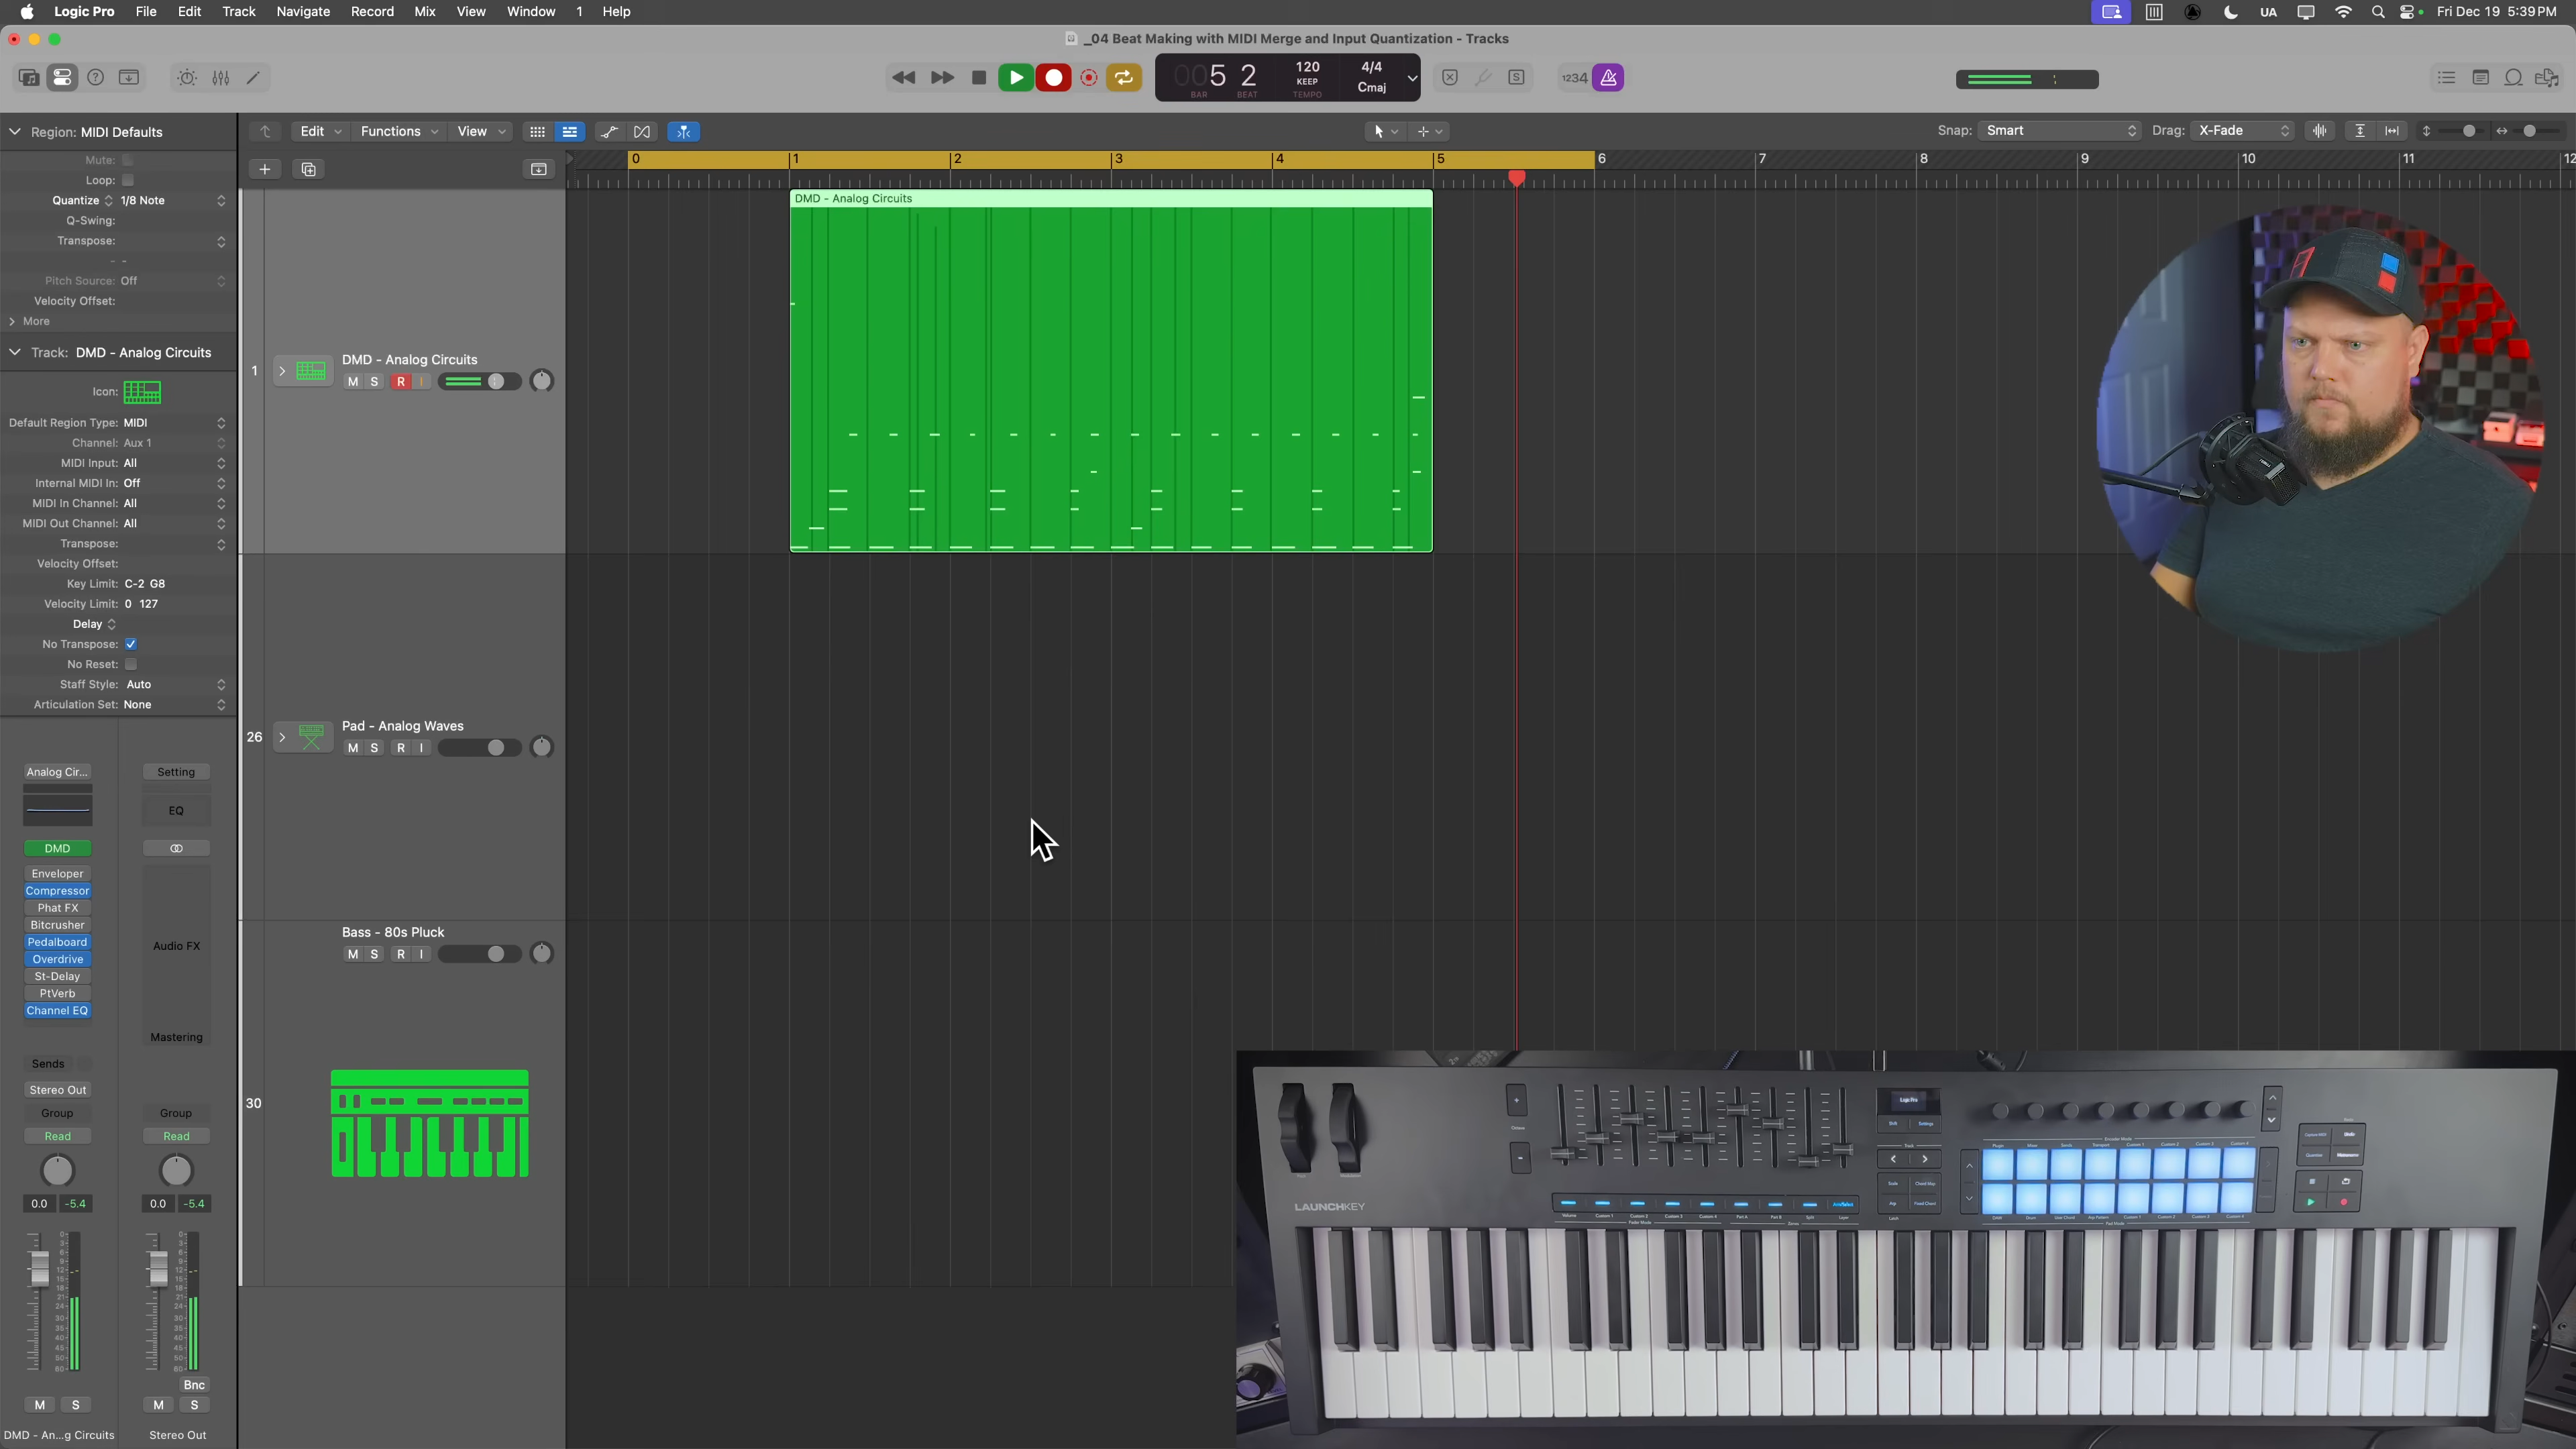 Logic Pro File Edit Track Navigate Record Mix View Window 1 Help
UA Fri Dec 19 5:39 PM
_04 Beat Making with MIDI Merge and Input Quantization - Tracks
005 2 120 4/4
KEEP Cmaj
BAR BEAT TEMPO
1234
S
Region: MIDI Defaults
Mute:
Loop:
Quantize 1/8 Note
Q-Swing:
Transpose:
Pitch Source: Off
Velocity Offset:
More
Track: DMD - Analog Circuits
Icon:
Default Region Type: MIDI
Channel: Aux 1
MIDI Input: All
Internal MIDI In: Off
MIDI In Channel: All
MIDI Out Channel: All
Transpose:
Velocity Offset:
Key Limit: C-2 G8
Velocity Limit: 0 127
Delay
No Transpose:
No Reset:
Staff Style: Auto
Articulation Set: None
Analog Cir... Setting
EQ
DMD
Enveloper
Compressor
Phat FX
Bitcrusher
Pedalboard Audio FX
Overdrive
St-Delay
PtVerb
Channel EQ
Mastering
Sends
Stereo Out
Group Group
Read Read
0.0 -5.4 0.0 -5.4
Bnc
M S M S
DMD - An...g Circuits Stereo Out
Edit Functions View
Snap: Smart Drag: X-Fade
0 1 2 3 4 5 6 7 8 9 10 11 12
1 DMD - Analog Circuits
M S R I
DMD - Analog Circuits
26 Pad - Analog Waves
M S R I
30 Bass - 80s Pluck
M S R I
LAUNCHKEY